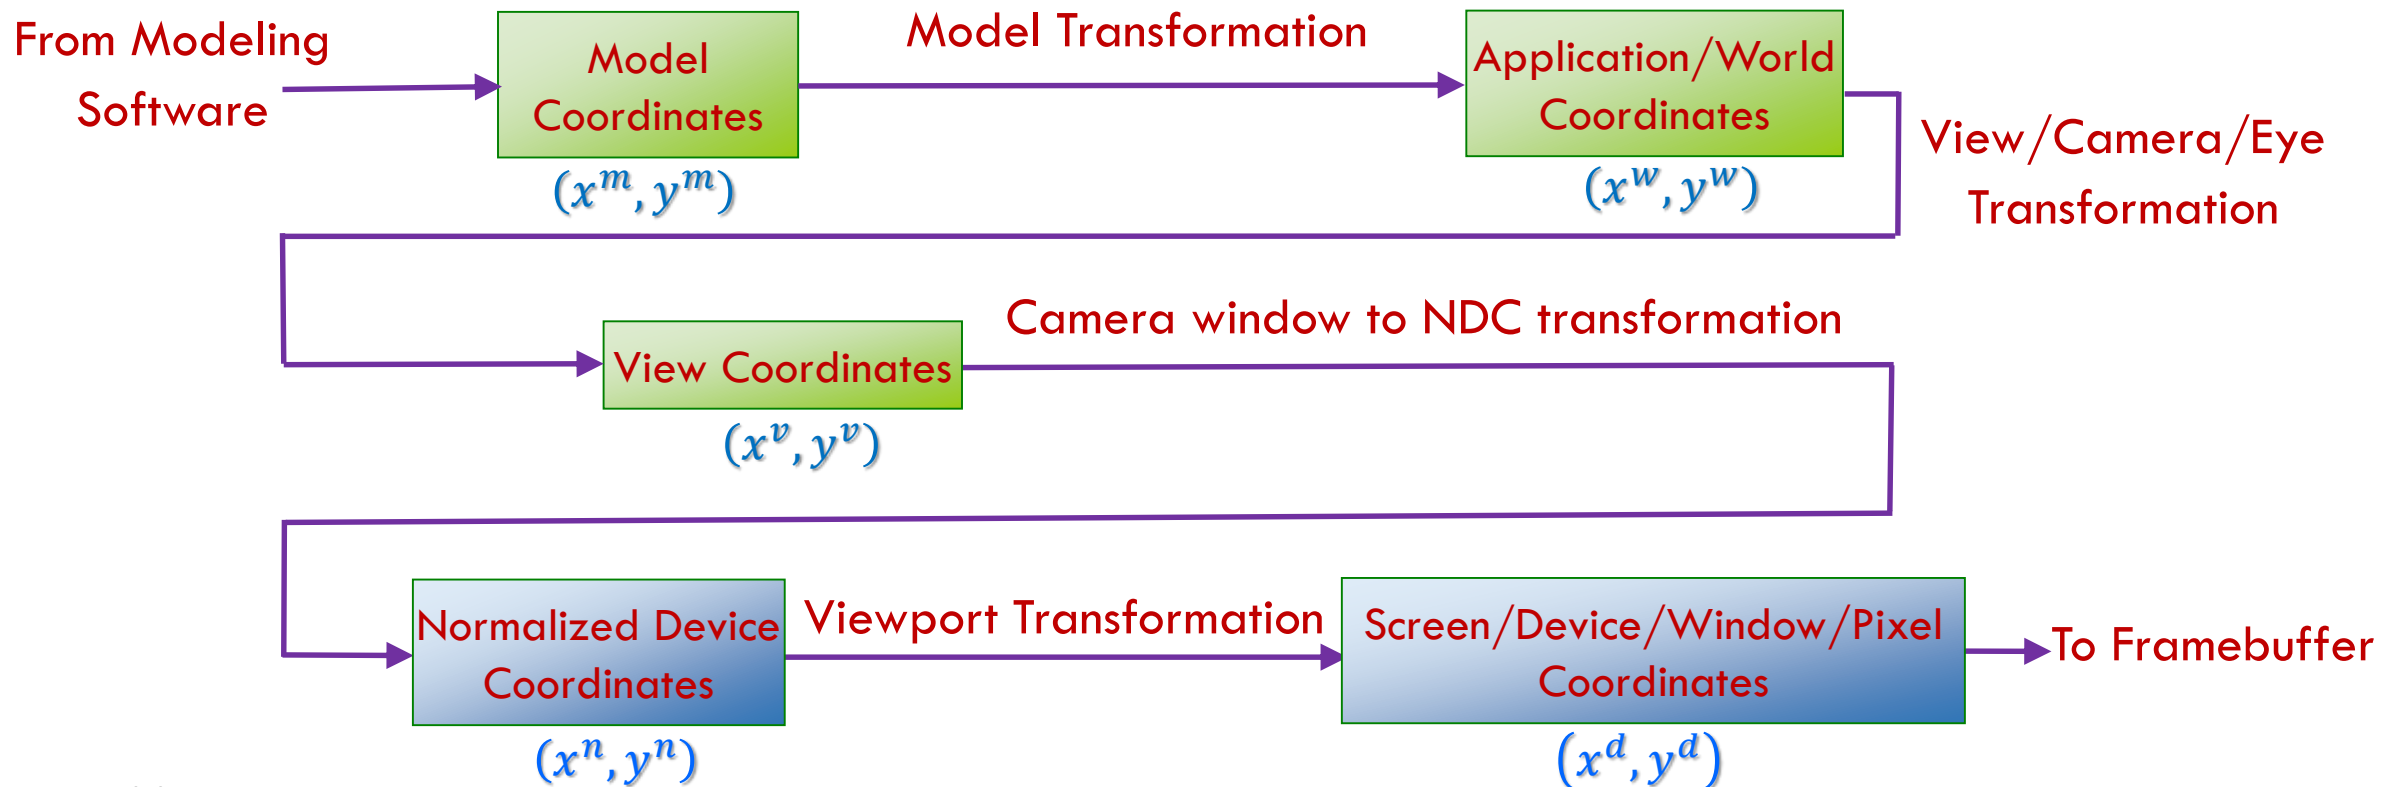 From Modeling
Software
Model
Coordinates
(x^m, y^m)
Model Transformation
Application/World
Coordinates
(x^w, y^w)
View/Camera/Eye
Transformation
View Coordinates
(x^v, y^v)
Camera window to NDC transformation
Normalized Device
Coordinates
(x^n, y^n)
Viewport Transformation
Screen/Device/Window/Pixel
Coordinates
(x^d, y^d)
To Framebuffer